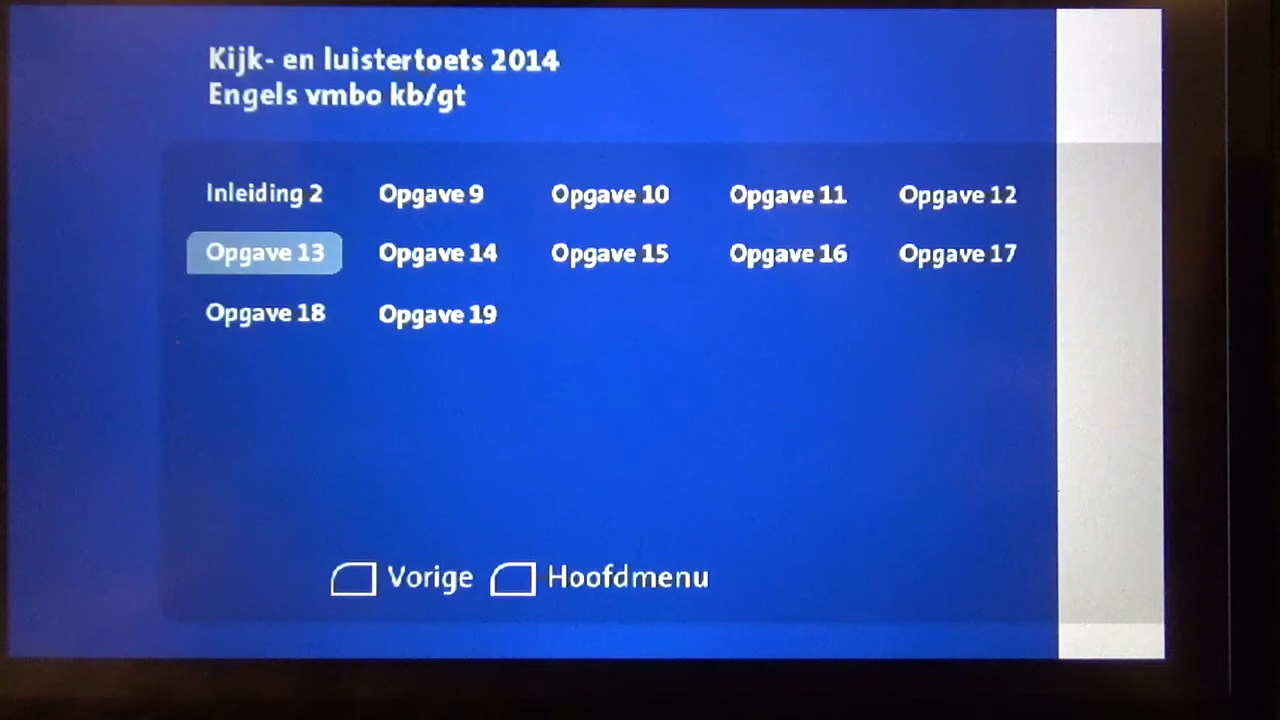 Kijk- en luistertoets 2014
Engels vmbo kb/gt
Inleiding 2 Opgave 9 Opgave 10 Opgave 11 Opgave 12
Opgave 13 Opgave 14 Opgave 15 Opgave 16 Opgave 17
Opgave 18 Opgave 19
Vorige Hoofdmenu